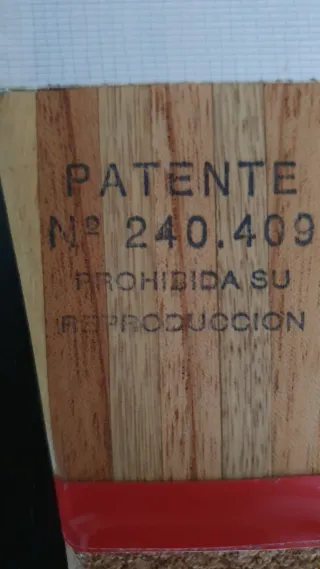 PATENTE
Nº 240.409
PROHIBIDA SU
REPRODUCCION